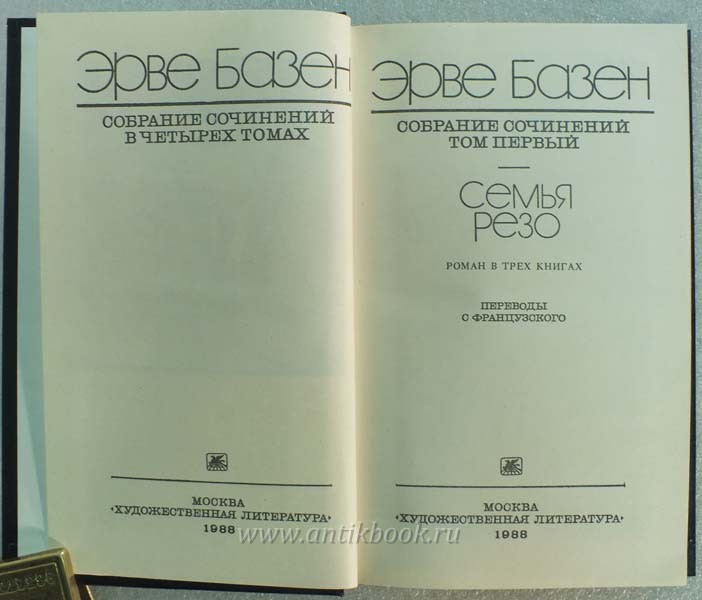 Эрве Базен
СОБРАНИЕ СОЧИНЕНИЙ
В ЧЕТЫРЕХ ТОМАХ
МОСКВА
«ХУДОЖЕСТВЕННАЯ ЛИТЕРАТУРА»
1988
Эрве Базен
СОБРАНИЕ СОЧИНЕНИЙ
ТОМ ПЕРВЫЙ
Семья
Резо
РОМАН В ТРЕХ КНИГАХ
ПЕРЕВОДЫ
С ФРАНЦУЗСКОГО
МОСКВА
«ХУДОЖЕСТВЕННАЯ ЛИТЕРАТУРА»
1988
www.antikbook.ru